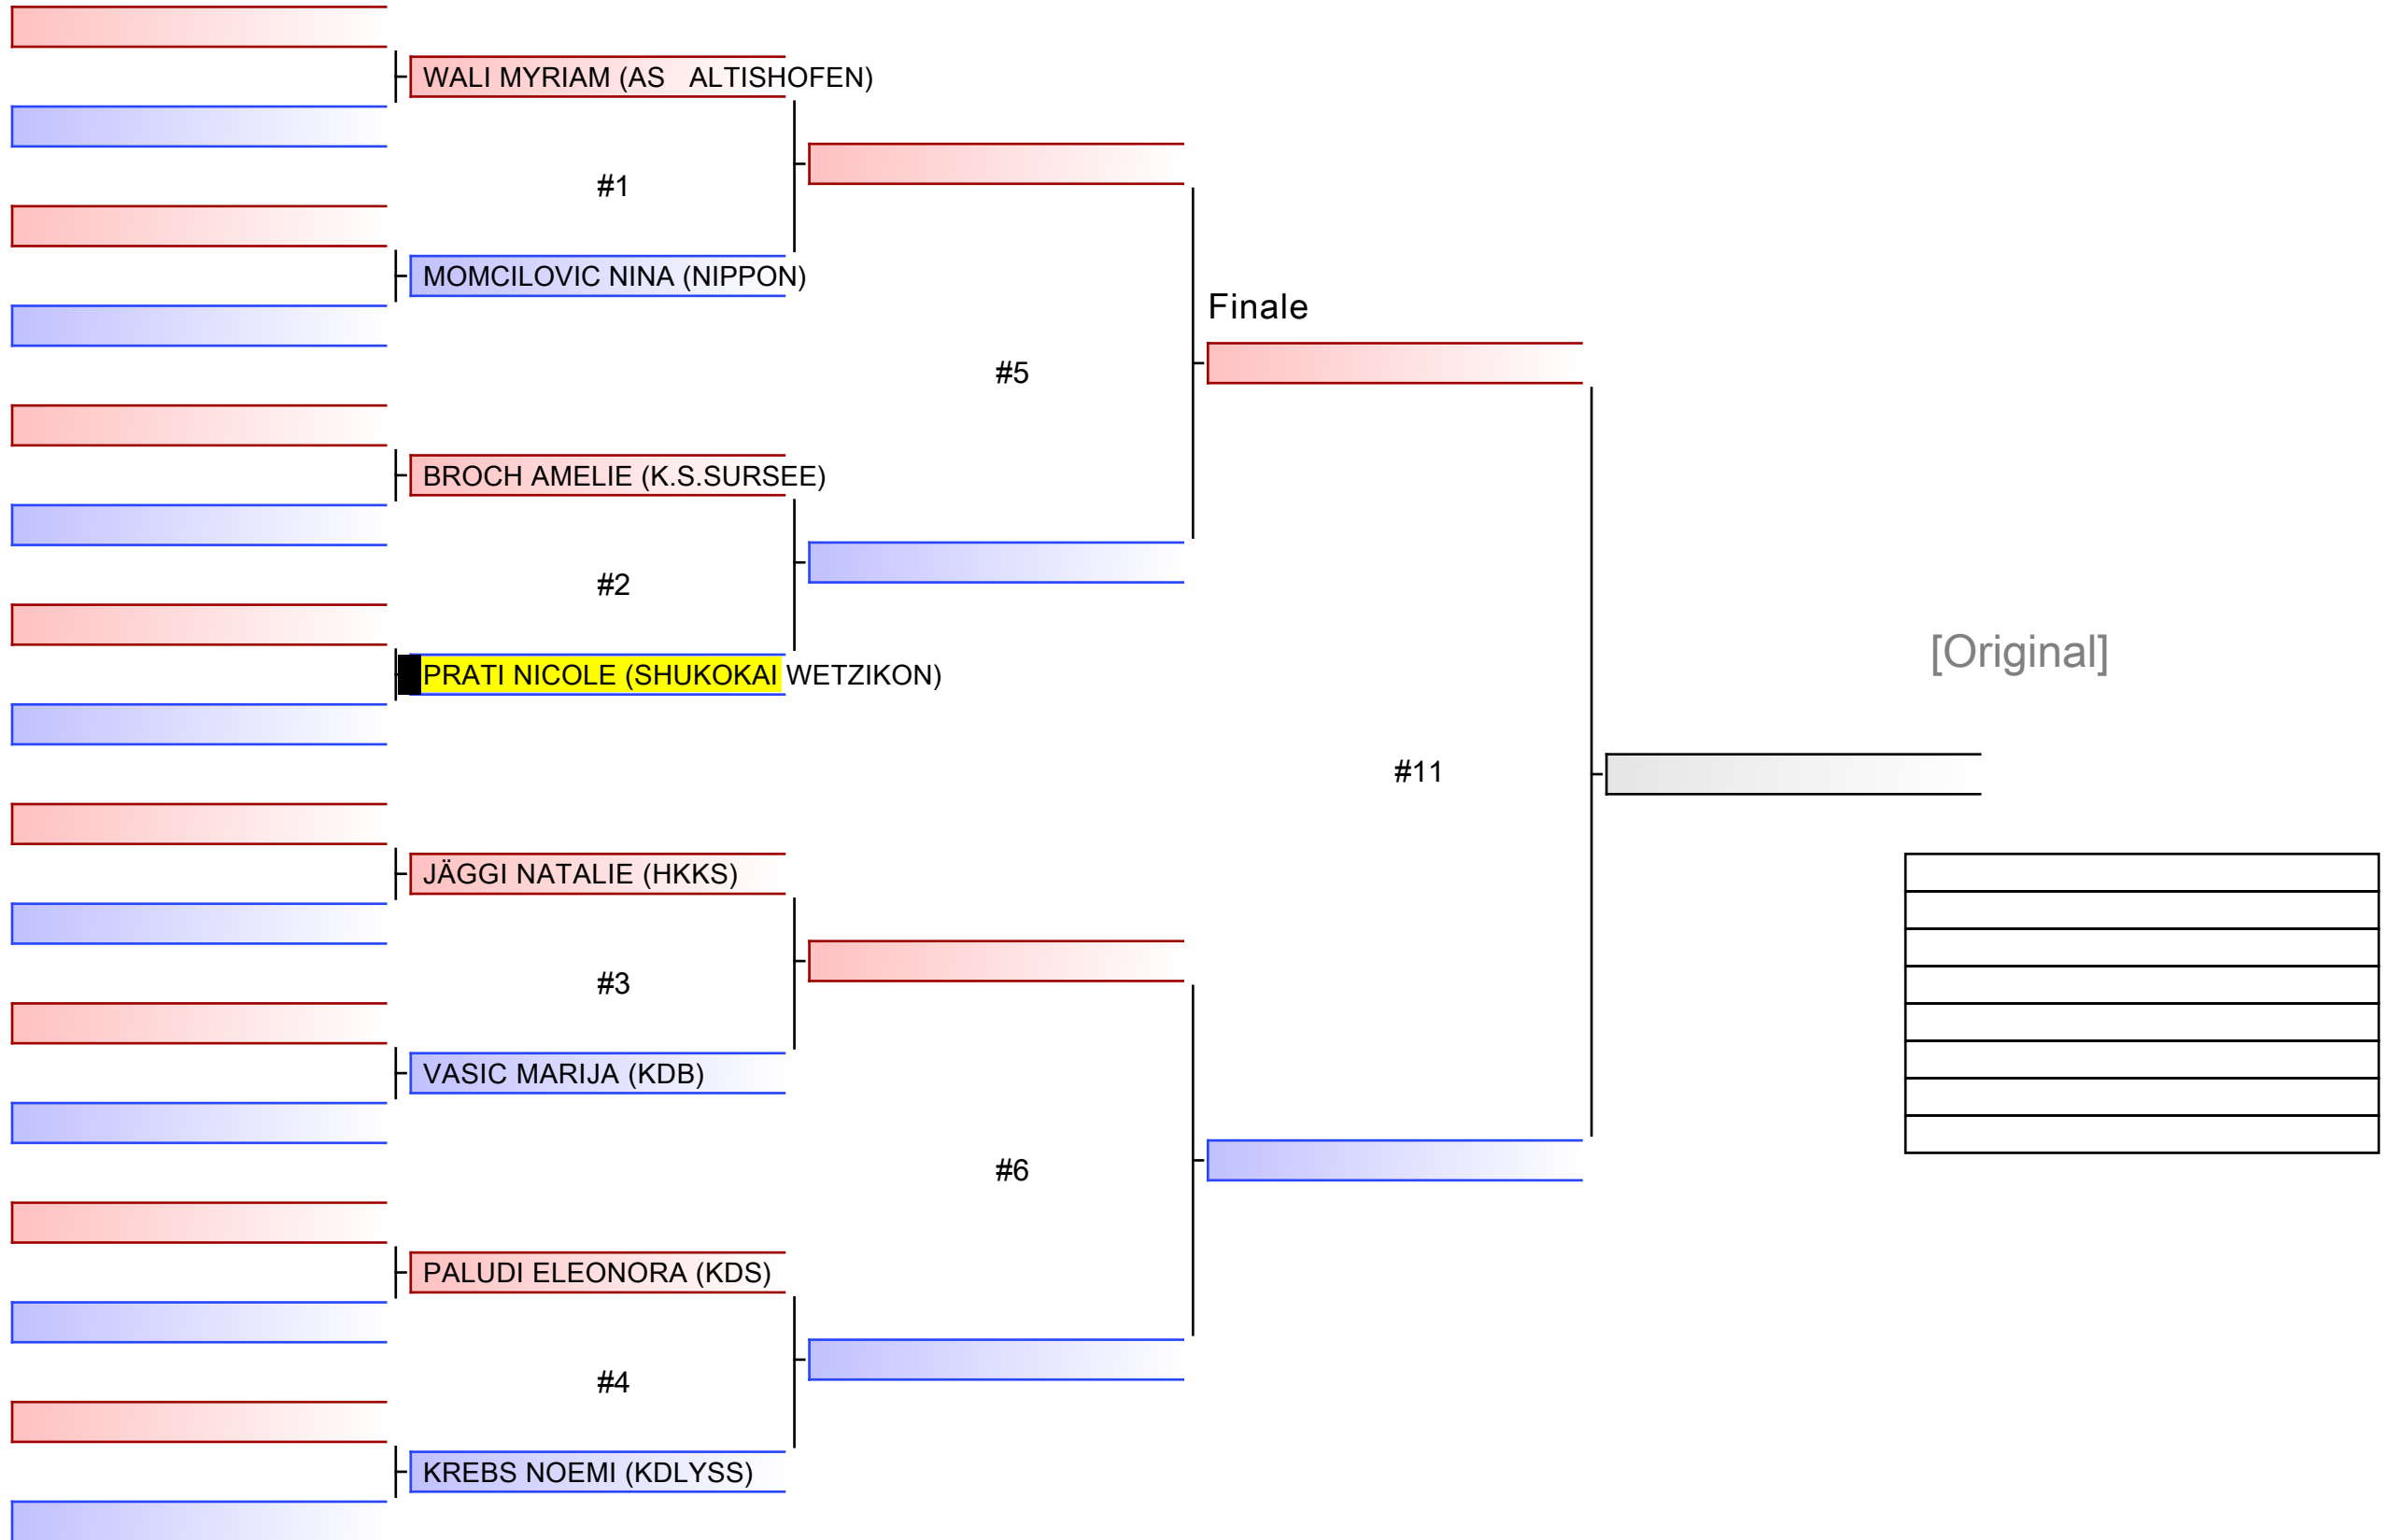 WALI MYRIAM (AS ALTISHOFEN)
#1
MOMCILOVIC NINA (NIPPON)
Finale
#5
BROCH AMELIE (K.S.SURSEE)
#2
PRATI NICOLE (SHUKOKAI WETZIKON)
[Original]
#11
JÄGGI NATALIE (HKKS)
#3
VASIC MARIJA (KDB)
#6
PALUDI ELEONORA (KDS)
#4
KREBS NOEMI (KDLYSS)